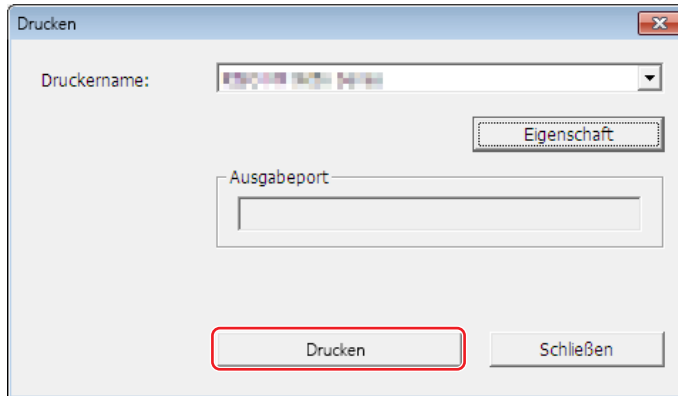 Drucken
Druckername:
Eigenschaft
Ausgabeport
Drucken
Schließen